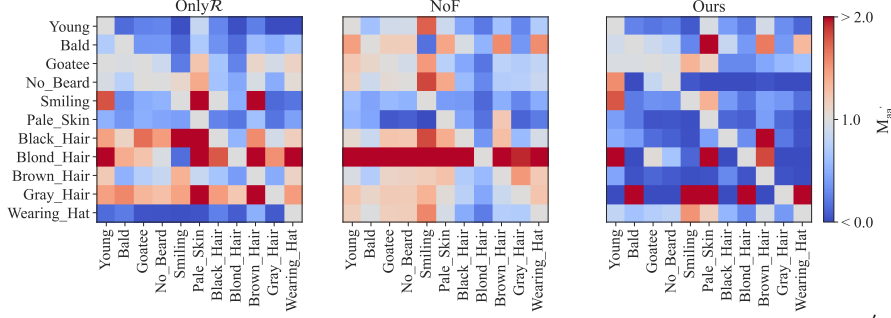 OnlyR
NoF
Ours
Young
Bald
Goatee
No_Beard
Smiling
Pale_Skin
Black_Hair
Blond_Hair
Brown_Hair
Gray_Hair
Wearing_Hat
Young
Bald
Goatee
No_Beard
Smiling
Pale_Skin
Black_Hair
Blond_Hair
Brown_Hair
Gray_Hair
Wearing_Hat
Young
Bald
Goatee
No_Beard
Smiling
Pale_Skin
Black_Hair
Blond_Hair
Brown_Hair
Gray_Hair
Wearing_Hat
Young
Bald
Goatee
No_Beard
Smiling
Pale_Skin
Black_Hair
Blond_Hair
Brown_Hair
Gray_Hair
Wearing_Hat
> 2.0
1.0
< 0.0